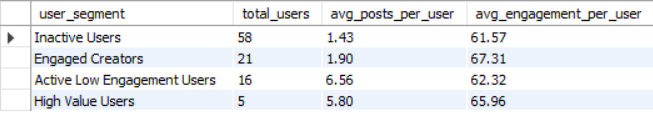 user_segment total_users avg_posts_per_user avg_engagement_per_user
Inactive Users 58 1.43 61.57
Engaged Creators 21 1.90 67.31
Active Low Engagement Users 16 6.56 62.32
High Value Users 5 5.80 65.96